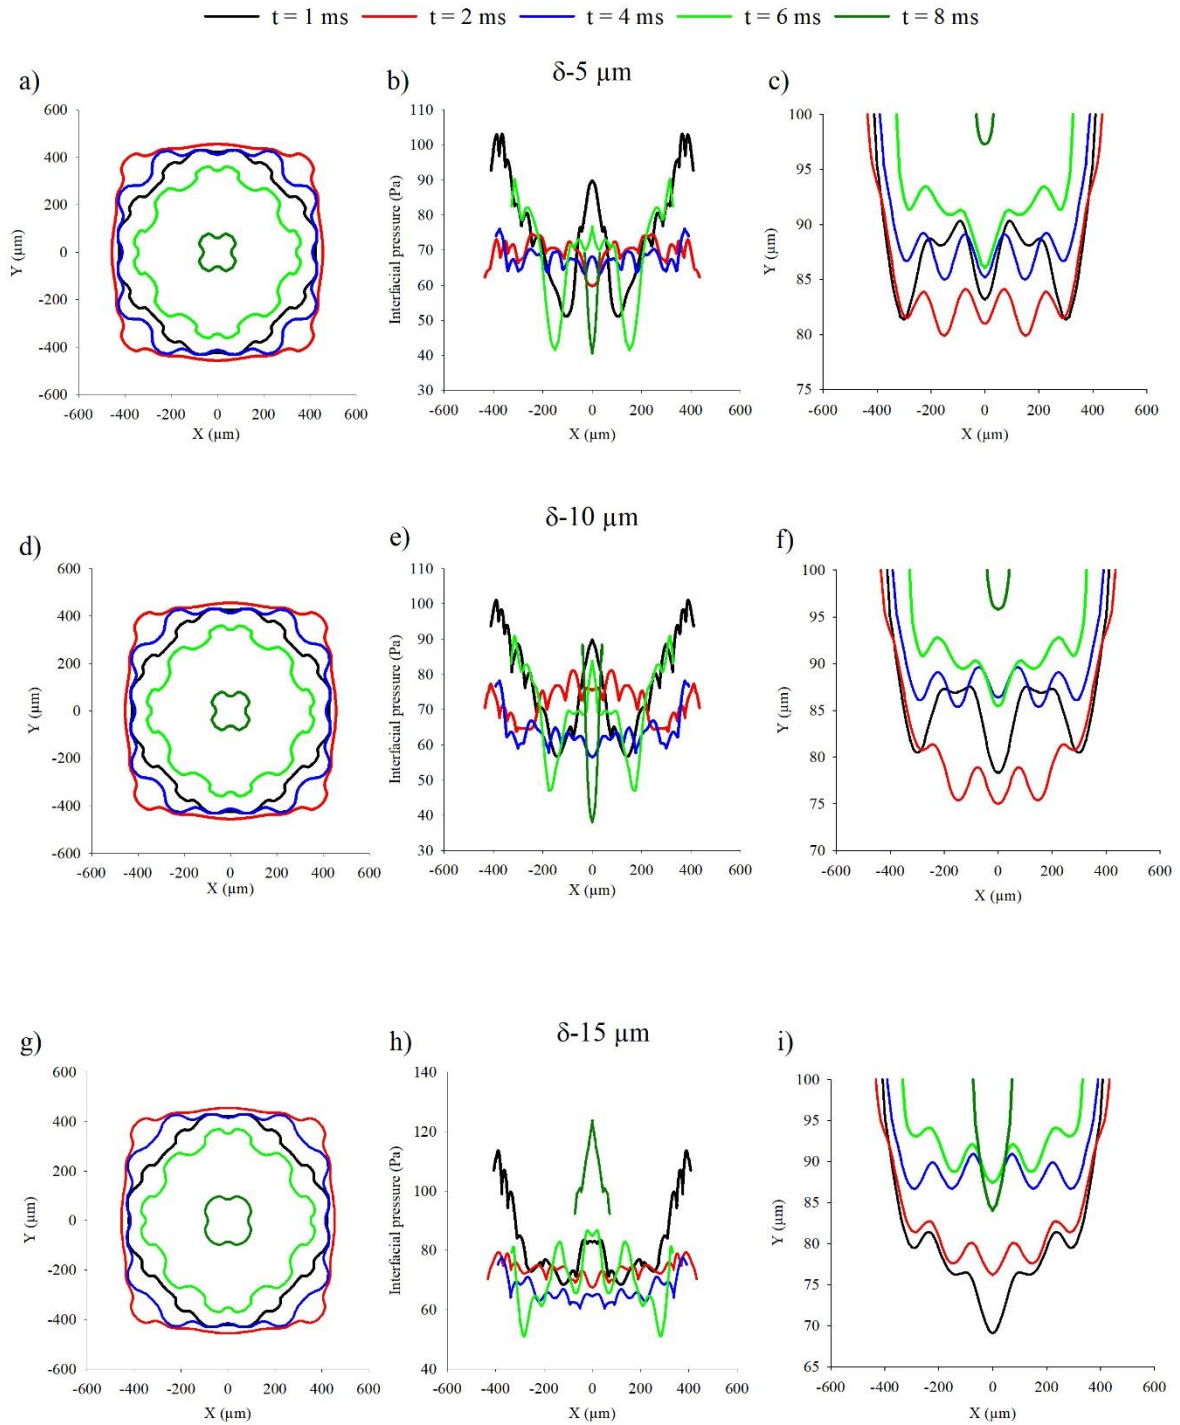 t = 1 ms t = 2 ms t = 4 ms t = 6 ms t = 8 ms
δ-5 µm
a)
600
400
200
0
-200
-400
-600
Y (µm)
-600 -400 -200 0 200 400 600
X (µm)
b)
110
100
90
80
70
60
50
40
30
Interfacial pressure (Pa)
-600 -400 -200 0 200 400 600
X (µm)
c)
100
95
90
85
80
75
Y (µm)
-600 -400 -200 0 200 400 600
X (µm)
δ-10 µm
d)
600
400
200
0
-200
-400
-600
Y (µm)
-600 -400 -200 0 200 400 600
X (µm)
e)
110
100
90
80
70
60
50
40
30
Interfacial pressure (Pa)
-600 -400 -200 0 200 400 600
X (µm)
f)
100
95
90
85
80
75
70
Y (µm)
-600 -400 -200 0 200 400 600
X (µm)
δ-15 µm
g)
600
400
200
0
-200
-400
-600
Y (µm)
-600 -400 -200 0 200 400 600
X (µm)
h)
140
120
100
80
60
40
Interfacial pressure (Pa)
-600 -400 -200 0 200 400 600
X (µm)
i)
100
95
90
85
80
75
70
65
Y (µm)
-600 -400 -200 0 200 400 600
X (µm)